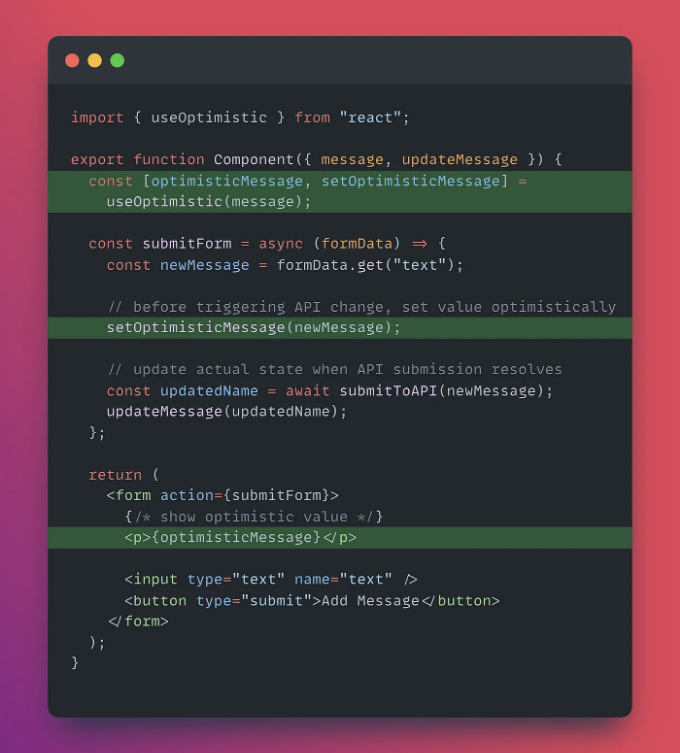 import { useOptimistic } from "react";
export function Component({ message, updateMessage }) {
const [optimisticMessage, setOptimisticMessage] =
useOptimistic(message);
const submitForm = async (formData) => {
const newMessage = formData.get("text");
// before triggering API change, set value optimistically
setOptimisticMessage(newMessage);
// update actual state when API submission resolves
const updatedName = await submitToAPI(newMessage);
updateMessage(updatedName);
};
return (
<form action={submitForm}>
{/* show optimistic value */}
<p>{optimisticMessage}</p>
<input type="text" name="text" />
<button type="submit">Add Message</button>
</form>
);
}